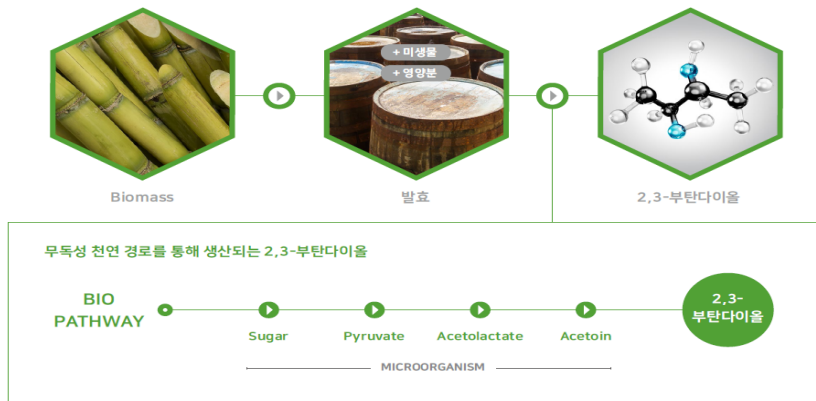 + 미생물
+ 영양분
Biomass
발효
2,3-부탄다이올
무독성 천연 경로를 통해 생산되는 2,3-부탄다이올
BIO
PATHWAY
Sugar
Pyruvate
Acetolactate
Acetoin
2,3-
부탄다이올
MICROORGANISM